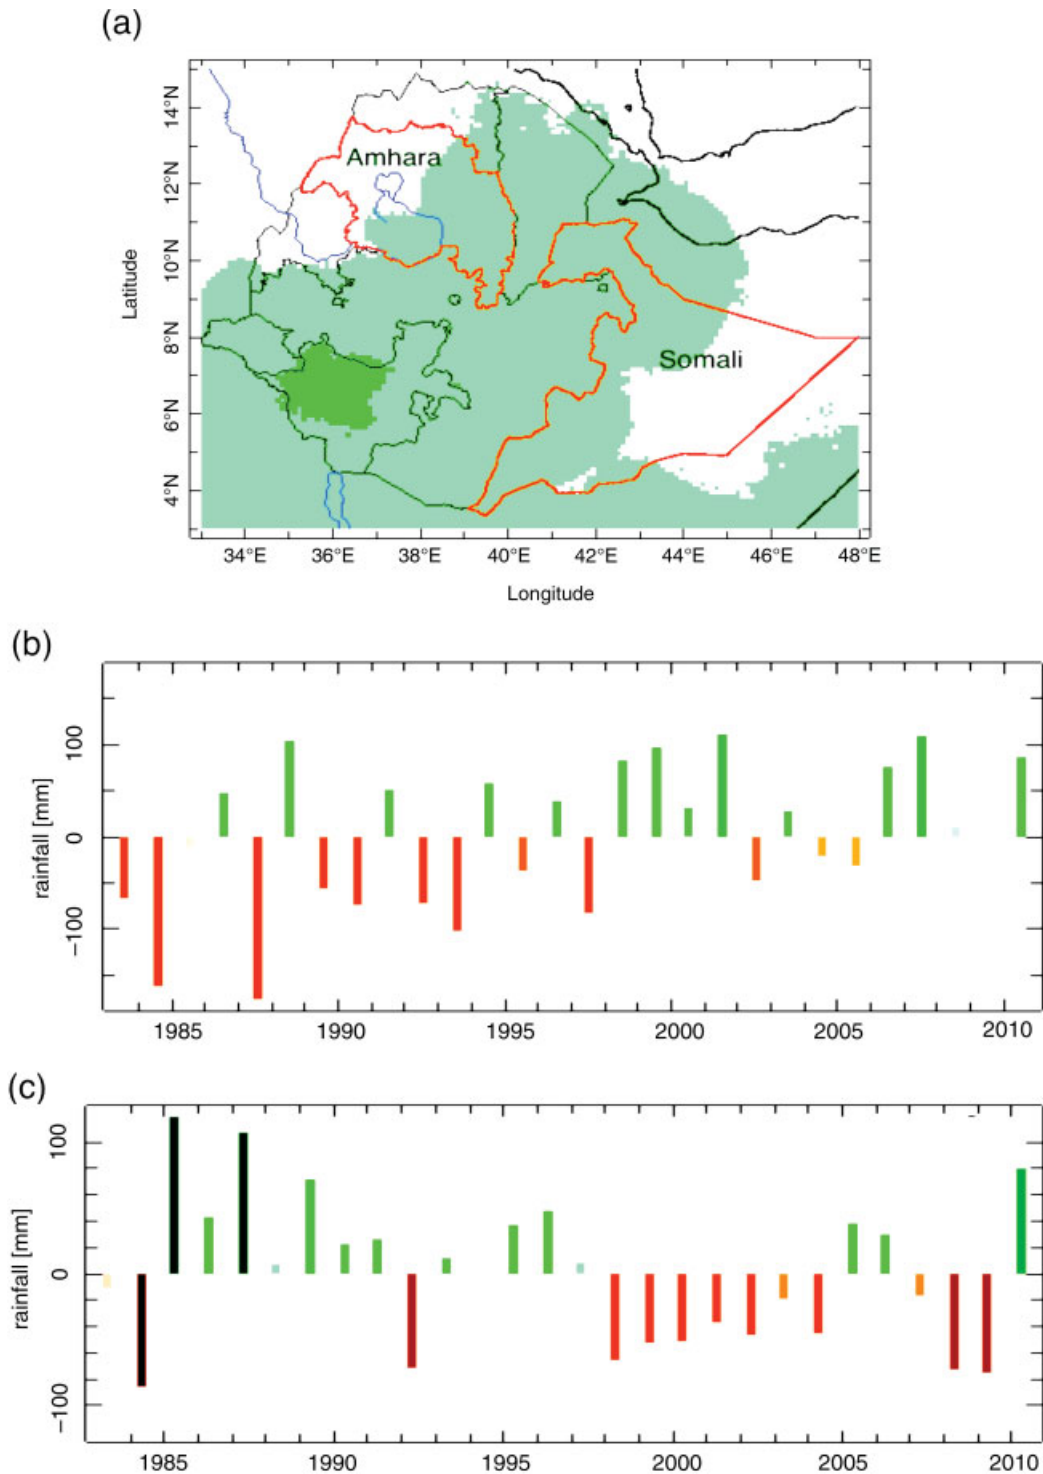 (a)
14°N
12°N
10°N
8°N
6°N
4°N
Latitude
Amhara
Somali
34°E 36°E 38°E 40°E 42°E 44°E 46°E 48°E
Longitude
(b)
100
0
−100
rainfall [mm]
1985 1990 1995 2000 2005 2010
(c)
100
0
−100
rainfall [mm]
1985 1990 1995 2000 2005 2010